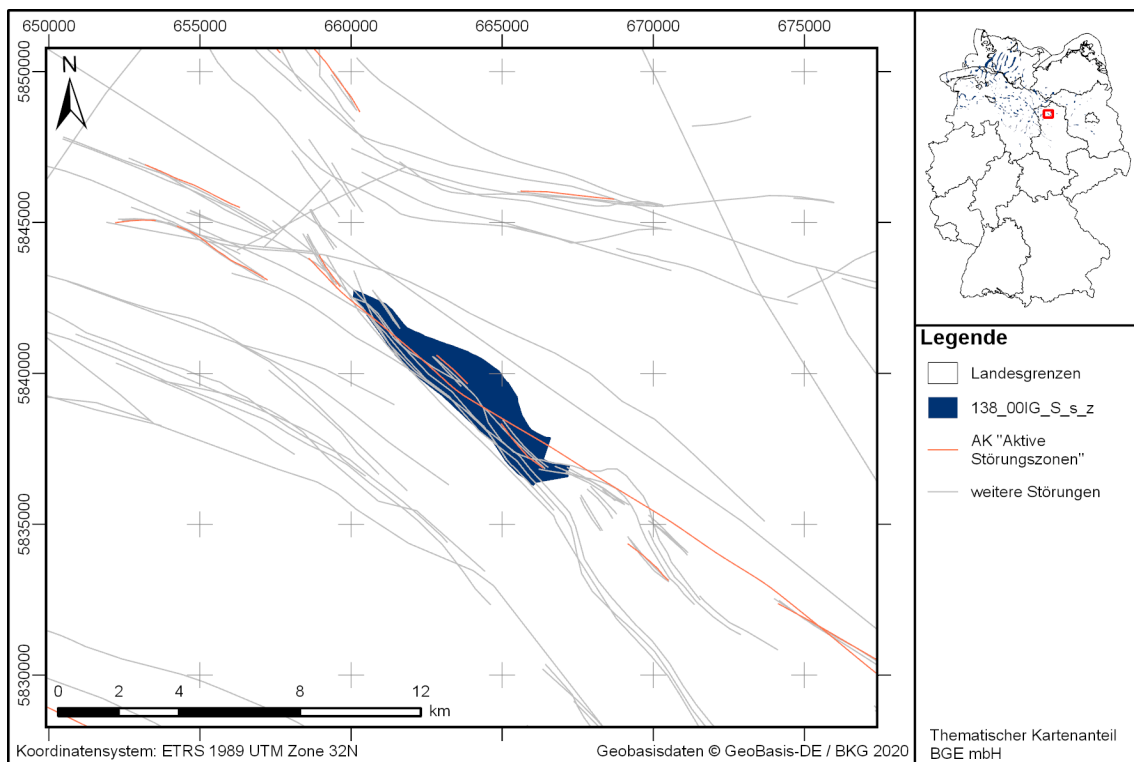 650000 655000 660000 665000 670000 675000
5850000
5845000
5840000
5835000
5830000
N
0 2 4 8 12
km
Koordinatensystem: ETRS 1989 UTM Zone 32N
Geobasisdaten © GeoBasis-DE / BKG 2020
Legende
Landesgrenzen
138_00IG_S_s_z
AK "Aktive
Störungszonen"
weitere Störungen
Thematischer Kartenanteil
BGE mbH